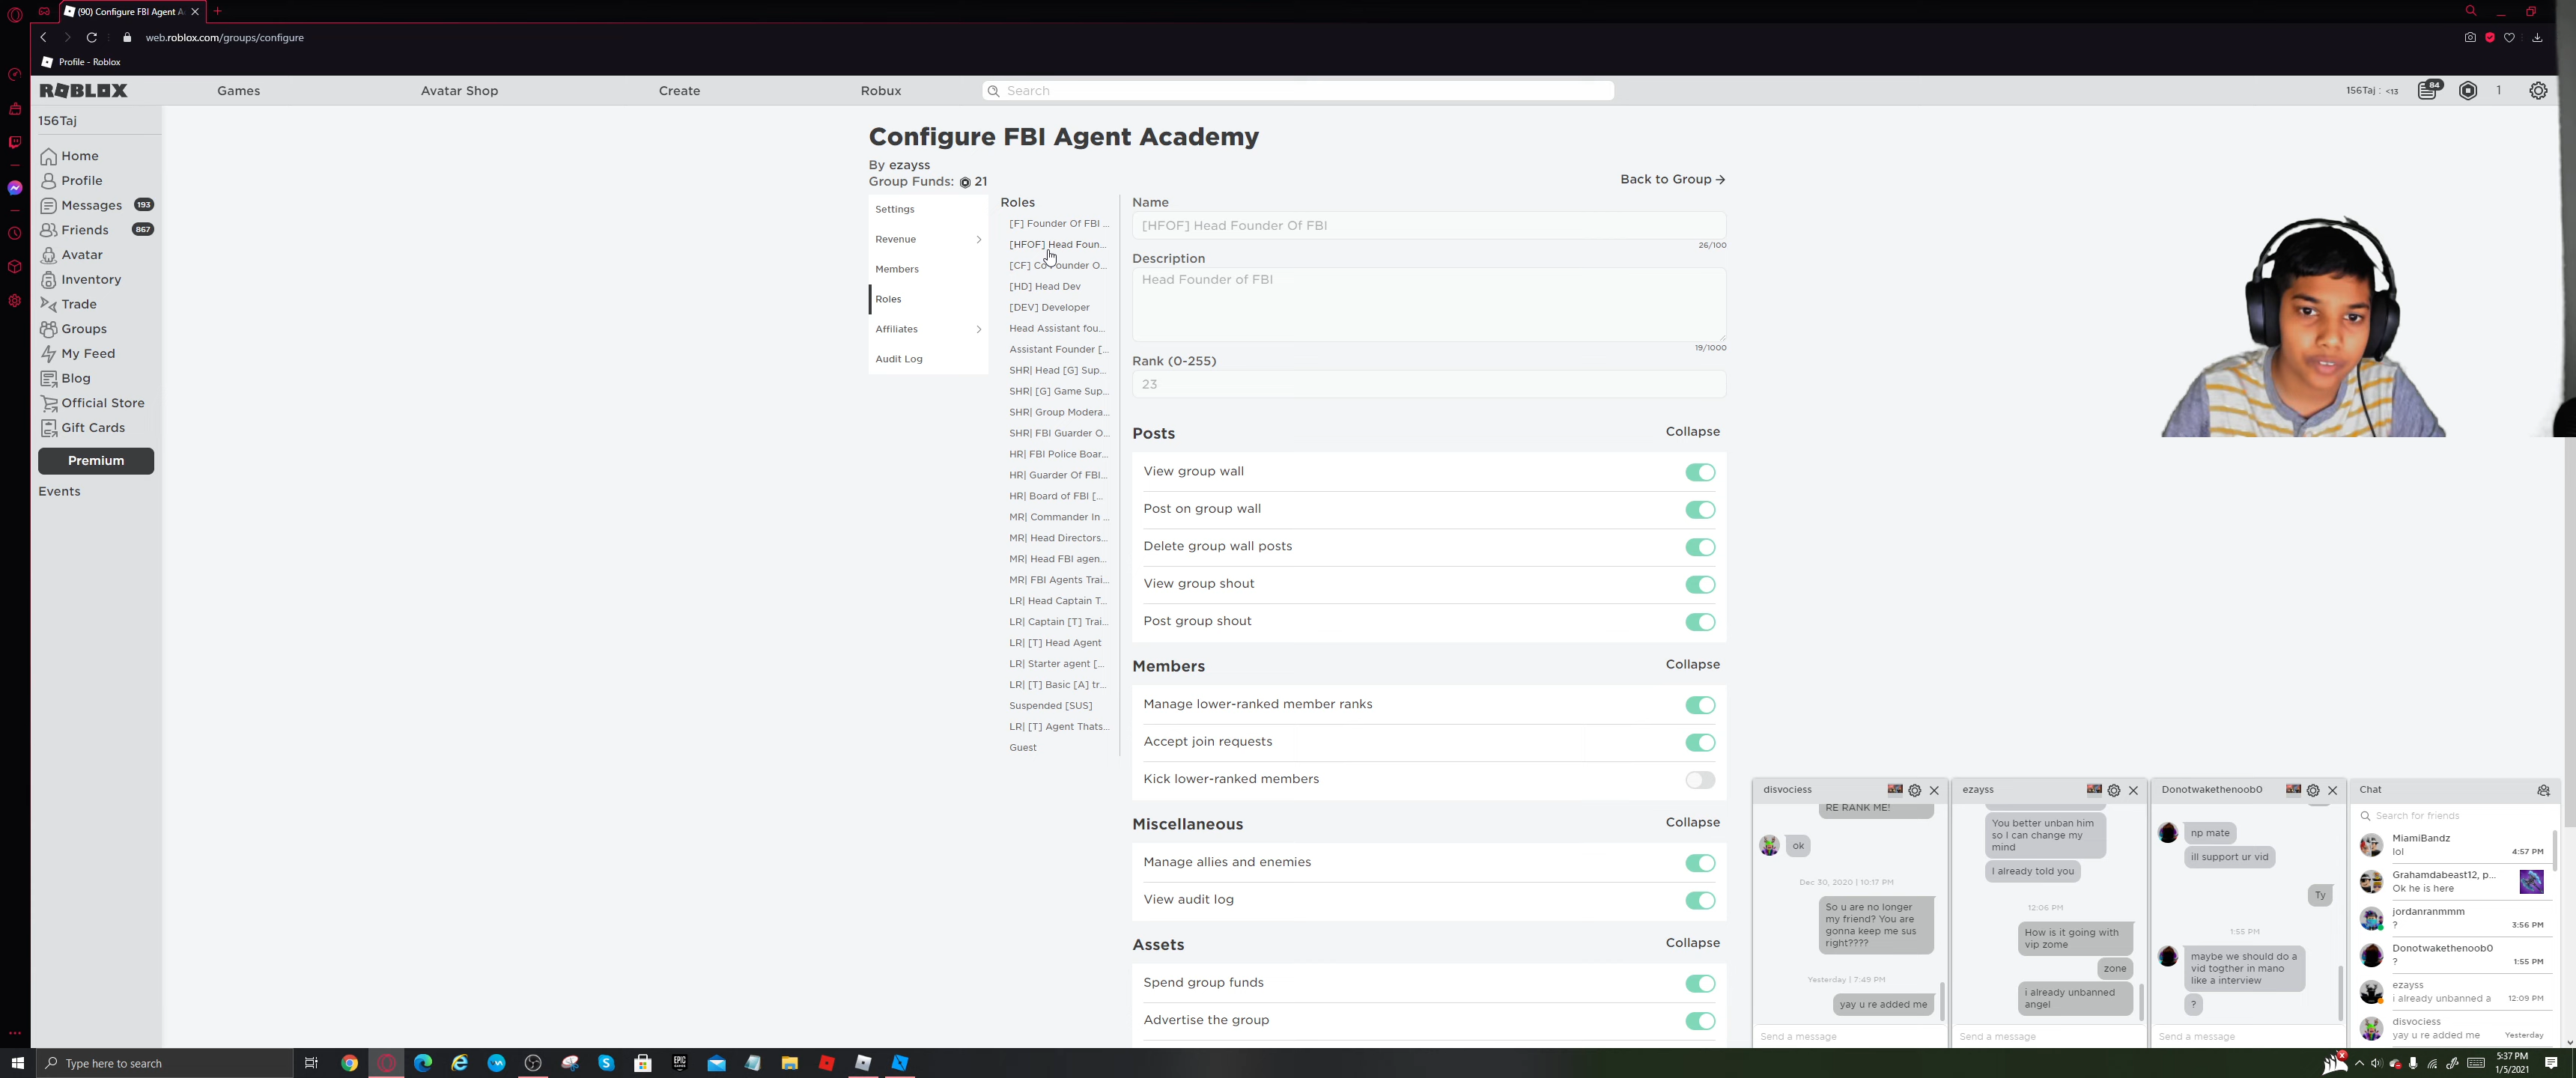 (90) Configure FBI Agent A
web.roblox.com/groups/configure
Profile - Roblox
ROBLOX
Games
Avatar Shop
Create
Robux
Search
156Taj : <13
84
1
156Taj
Home
Profile
Messages 193
Friends 867
Avatar
Inventory
Trade
Groups
My Feed
Blog
Official Store
Gift Cards
Premium
Events
Configure FBI Agent Academy
By ezayss
Group Funds: 21
Back to Group
Settings
Revenue
Members
Roles
Affiliates
Audit Log
Roles
[F] Founder Of FBI ...
[HFOF] Head Foun...
[CF] Co Founder O...
[HD] Head Dev
[DEV] Developer
Head Assistant fou...
Assistant Founder [...
SHR| Head [G] Sup...
SHR| [G] Game Sup...
SHR| Group Modera...
SHR| FBI Guarder O...
HR| FBI Police Boar...
HR| Guarder Of FBI...
HR| Board of FBI [...
MR| Commander In ...
MR| Head Directors...
MR| Head FBI agen...
MR| FBI Agents Trai...
LR| Head Captain T...
LR| Captain [T] Trai...
LR| [T] Head Agent
LR| Starter agent [...
LR| [T] Basic [A] tr...
Suspended [SUS]
LR| [T] Agent Thats...
Guest
Name
[HFOF] Head Founder Of FBI
26/100
Description
Head Founder of FBI
19/1000
Rank (0-255)
23
Posts
Collapse
View group wall
Post on group wall
Delete group wall posts
View group shout
Post group shout
Members
Collapse
Manage lower-ranked member ranks
Accept join requests
Kick lower-ranked members
Miscellaneous
Collapse
Manage allies and enemies
View audit log
Assets
Collapse
Spend group funds
Advertise the group
disvociess
RE RANK ME!
ok
Dec 30, 2020 | 10:17 PM
So u are no longer
my friend? You are
gonna keep me sus
right????
Yesterday | 7:49 PM
yay u re added me
Send a message
ezayss
You better unban him
so I can change my
mind
I already told you
12:06 PM
How is it going with
vip zome
zone
i already unbanned
angel
Send a message
Donotwakethenoob0
np mate
ill support ur vid
Ty
1:55 PM
maybe we should do a
vid togther in mano
like a interview
?
Send a message
Chat
Search for friends
MiamiBandz
lol 4:57 PM
Grahamdabeast12, p...
Ok he is here
jordanranmmm
? 3:56 PM
Donotwakethenoob0
? 1:55 PM
ezayss
i already unbanned a 12:09 PM
disvociess
yay u re added me Yesterday
Type here to search
5:37 PM
1/5/2021